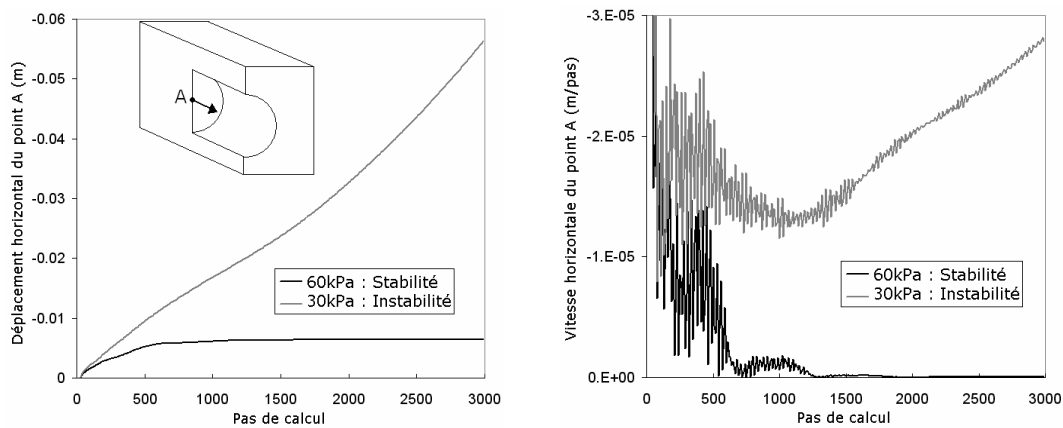 -0.06
-0.05
-0.04
-0.03
-0.02
-0.01
0
Déplacement horizontal du point A (m)
A
60kPa : Stabilité
30kPa : Instabilité
0 500 1000 1500 2000 2500 3000
Pas de calcul
-3.E-05
-2.E-05
-1.E-05
0.E+00
Vitesse horizontale du point A (m/pas)
60kPa : Stabilité
30kPa : Instabilité
0 500 1000 1500 2000 2500 3000
Pas de calcul